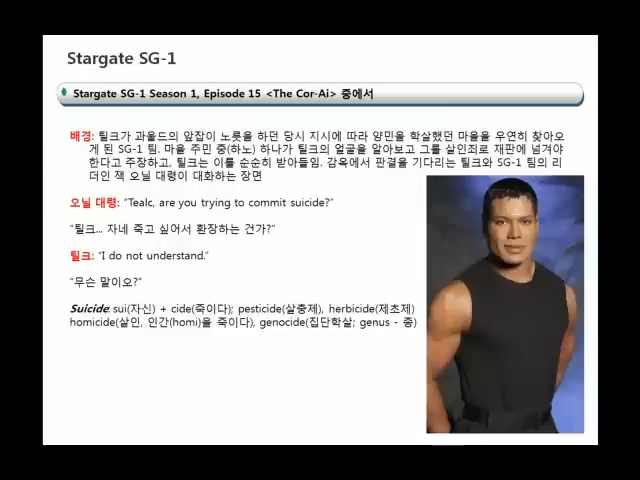 Stargate SG-1
Stargate SG-1 Season 1, Episode 15 <The Cor-Ai> 중에서
배경: 틸크가 과울드의 앞잡이 노릇을 하던 당시 지시에 따라 양민을 학살했던 마을을 우연히 찾아오
게 된 SG-1 팀. 마을 주민 중(하노) 하나가 틸크의 얼굴을 알아보고 그를 살인죄로 재판에 넘겨야
한다고 주장하고, 틸크는 이를 순순히 받아들임. 감옥에서 판결을 기다리는 틸크와 SG-1 팀의 리
더인 잭 오닐 대령이 대화하는 장면
오닐 대령: "Tealc, are you trying to commit suicide?"
"틸크... 자네 죽고 싶어서 환장하는 건가?"
틸크: "I do not understand."
"무슨 말이오?"
Suicide: sui(자신) + cide(죽이다); pesticide(살충제), herbicide(제초제)
homicide(살인, 인간(homi)을 죽이다), genocide(집단학살; genus - 종)